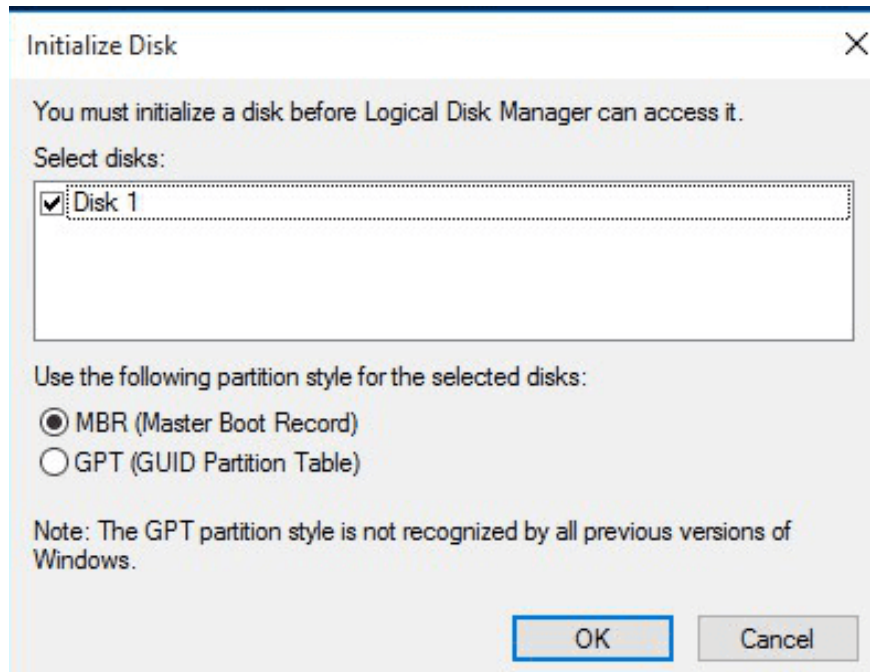 Initialize Disk
You must initialize a disk before Logical Disk Manager can access it.
Select disks:
Disk 1
Use the following partition style for the selected disks:
MBR (Master Boot Record)
GPT (GUID Partition Table)
Note: The GPT partition style is not recognized by all previous versions of
Windows.
OK Cancel